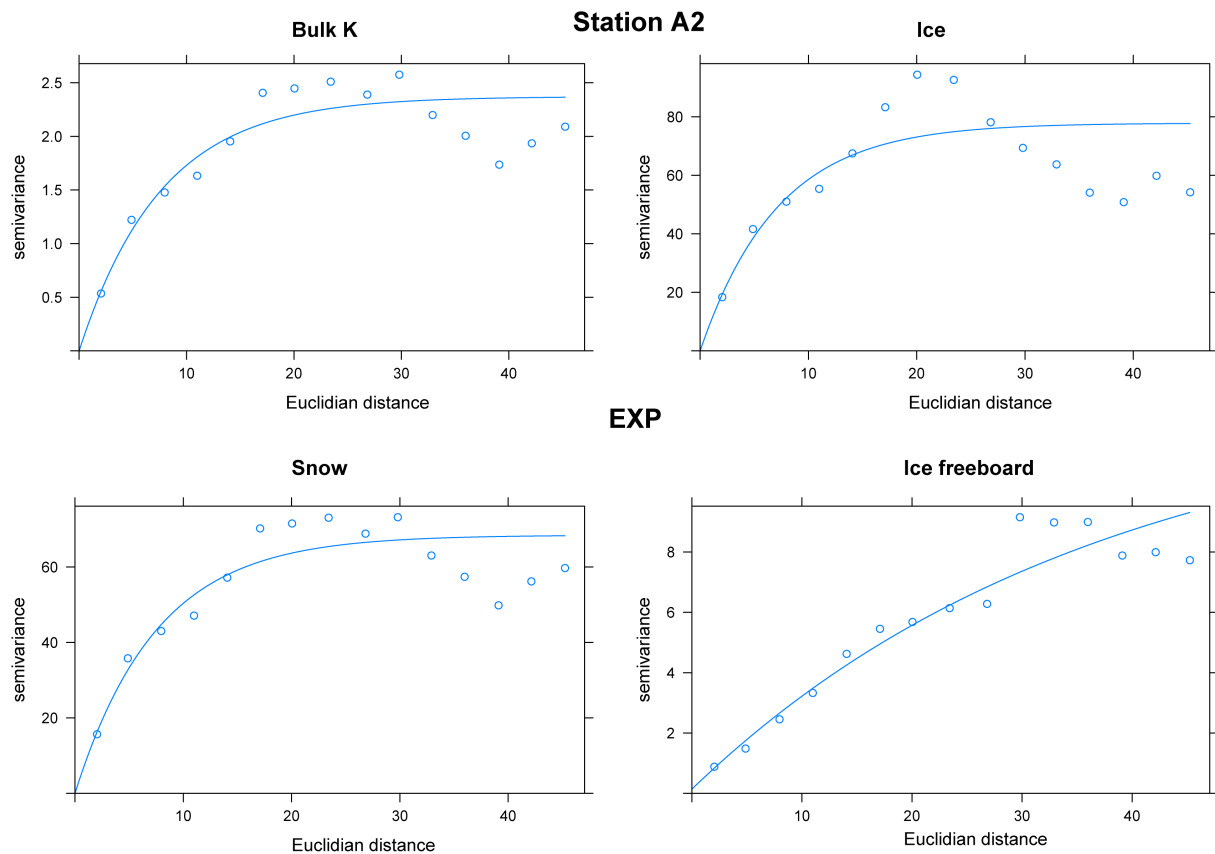 Station A2
Bulk K
Ice
2.5
2.0
1.5
1.0
0.5
semivariance
10 20 30 40
Euclidian distance
80
60
40
20
semivariance
10 20 30 40
Euclidian distance
EXP
Snow
Ice freeboard
60
40
20
semivariance
10 20 30 40
Euclidian distance
8
6
4
2
semivariance
10 20 30 40
Euclidian distance